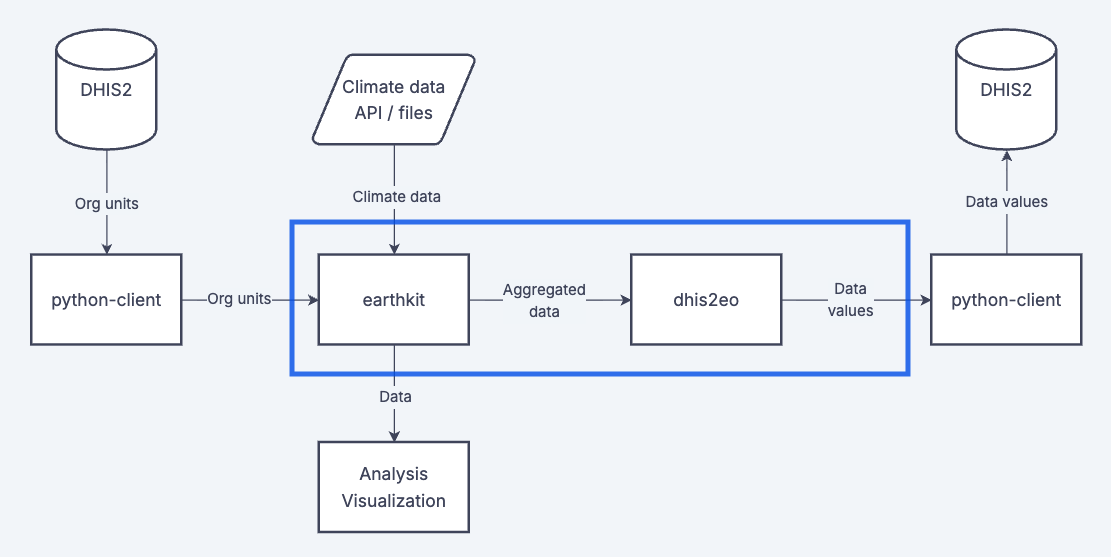 DHIS2
Climate data
API / files
DHIS2
Org units
Climate data
Data values
python-client
Org units
earthkit
Aggregated
data
dhis2eo
Data
values
python-client
Data
Analysis
Visualization